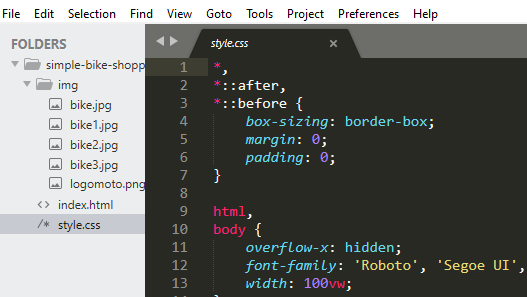 File Edit Selection Find View Goto Tools Project Preferences Help
FOLDERS
simple-bike-shopp
img
bike.jpg
bike1.jpg
bike2.jpg
bike3.jpg
logomoto.png
<> index.html
/* style.css
style.css ×
1 *,
2 *::after,
3 *::before {
4 box-sizing: border-box;
5 margin: 0;
6 padding: 0;
7 }
8
9 html,
10 body {
11 overflow-x: hidden;
12 font-family: 'Roboto', 'Segoe UI',
13 width: 100vw;